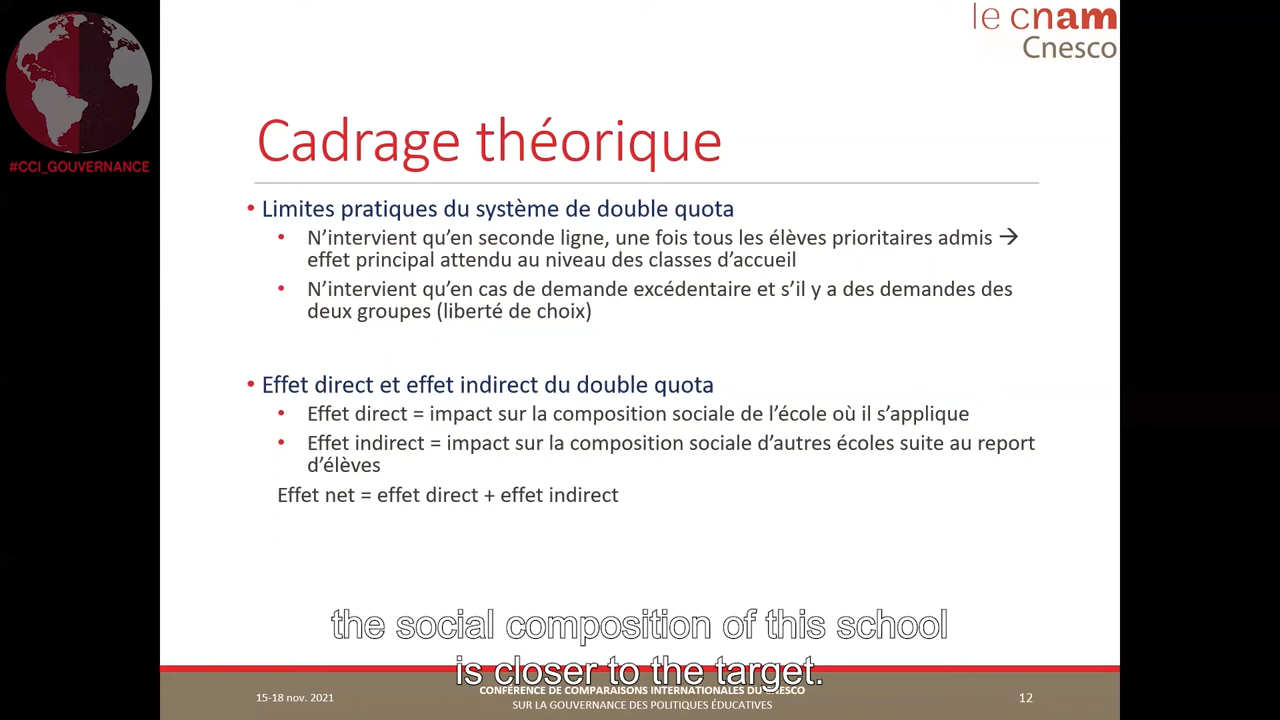 le cnam
Cnesco
#CCI_GOUVERNANCE
Cadrage théorique
• Limites pratiques du système de double quota
• N’intervient qu’en seconde ligne, une fois tous les élèves prioritaires admis →
effet principal attendu au niveau des classes d’accueil
• N’intervient qu’en cas de demande excédentaire et s’il y a des demandes des
deux groupes (liberté de choix)
• Effet direct et effet indirect du double quota
• Effet direct = impact sur la composition sociale de l’école où il s’applique
• Effet indirect = impact sur la composition sociale d’autres écoles suite au report
d’élèves
Effet net = effet direct + effet indirect
the social composition of this school
is closer to the target.
15-18 nov. 2021
CONFÉRENCE DE COMPARAISONS INTERNATIONALES DU CNESCO
SUR LA GOUVERNANCE DES POLITIQUES ÉDUCATIVES
12